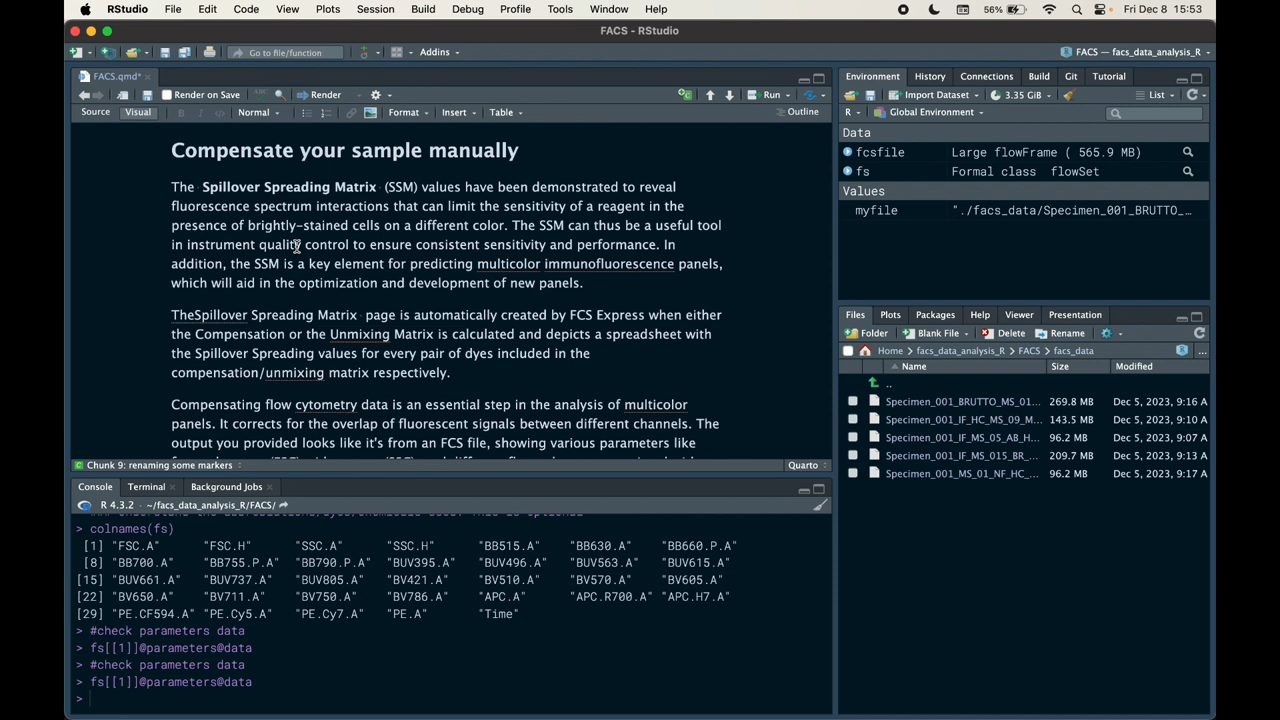 RStudio File Edit Code View Plots Session Build Debug Profile Tools Window Help 56% Fri Dec 8 15:53
FACS - RStudio
Go to file/function Addins FACS — facs_data_analysis_R
FACS.qmd*
Render on Save ABC Render Run
Source Visual B I </> Normal Format Insert Table Outline
Compensate your sample manually
The Spillover Spreading Matrix (SSM) values have been demonstrated to reveal
fluorescence spectrum interactions that can limit the sensitivity of a reagent in the
presence of brightly-stained cells on a different color. The SSM can thus be a useful tool
in instrument quality control to ensure consistent sensitivity and performance. In
addition, the SSM is a key element for predicting multicolor immunofluorescence panels,
which will aid in the optimization and development of new panels.
TheSpillover Spreading Matrix page is automatically created by FCS Express when either
the Compensation or the Unmixing Matrix is calculated and depicts a spreadsheet with
the Spillover Spreading values for every pair of dyes included in the
compensation/unmixing matrix respectively.
Compensating flow cytometry data is an essential step in the analysis of multicolor
panels. It corrects for the overlap of fluorescent signals between different channels. The
output you provided looks like it's from an FCS file, showing various parameters like
Chunk 9: renaming some markers Quarto
Console Terminal Background Jobs
R 4.3.2 · ~/facs_data_analysis_R/FACS/
> colnames(fs)
[1] "FSC.A" "FSC.H" "SSC.A" "SSC.H" "BB515.A" "BB630.A" "BB660.P.A"
[8] "BB700.A" "BB755.P.A" "BB790.P.A" "BUV395.A" "BUV496.A" "BUV563.A" "BUV615.A"
[15] "BUV661.A" "BUV737.A" "BUV805.A" "BV421.A" "BV510.A" "BV570.A" "BV605.A"
[22] "BV650.A" "BV711.A" "BV750.A" "BV786.A" "APC.A" "APC.R700.A" "APC.H7.A"
[29] "PE.CF594.A" "PE.Cy5.A" "PE.Cy7.A" "PE.A" "Time"
> #check parameters data
> fs[[1]]@parameters@data
> #check parameters data
> fs[[1]]@parameters@data
>
Environment History Connections Build Git Tutorial
Import Dataset 3.35 GiB List
R Global Environment
Data
fcsfile Large flowFrame ( 565.9 MB)
fs Formal class flowSet
Values
myfile "./facs_data/Specimen_001_BRUTTO_…
Files Plots Packages Help Viewer Presentation
Folder Blank File Delete Rename
Home > facs_data_analysis_R > FACS > facs_data ...
Name Size Modified
..
Specimen_001_BRUTTO_MS_01... 269.8 MB Dec 5, 2023, 9:16 A
Specimen_001_IF_HC_MS_09_M... 143.5 MB Dec 5, 2023, 9:10 A
Specimen_001_IF_MS_05_AB_H... 96.2 MB Dec 5, 2023, 9:07 A
Specimen_001_IF_MS_015_BR_... 209.7 MB Dec 5, 2023, 9:13 A
Specimen_001_MS_01_NF_HC_... 96.2 MB Dec 5, 2023, 9:17 A